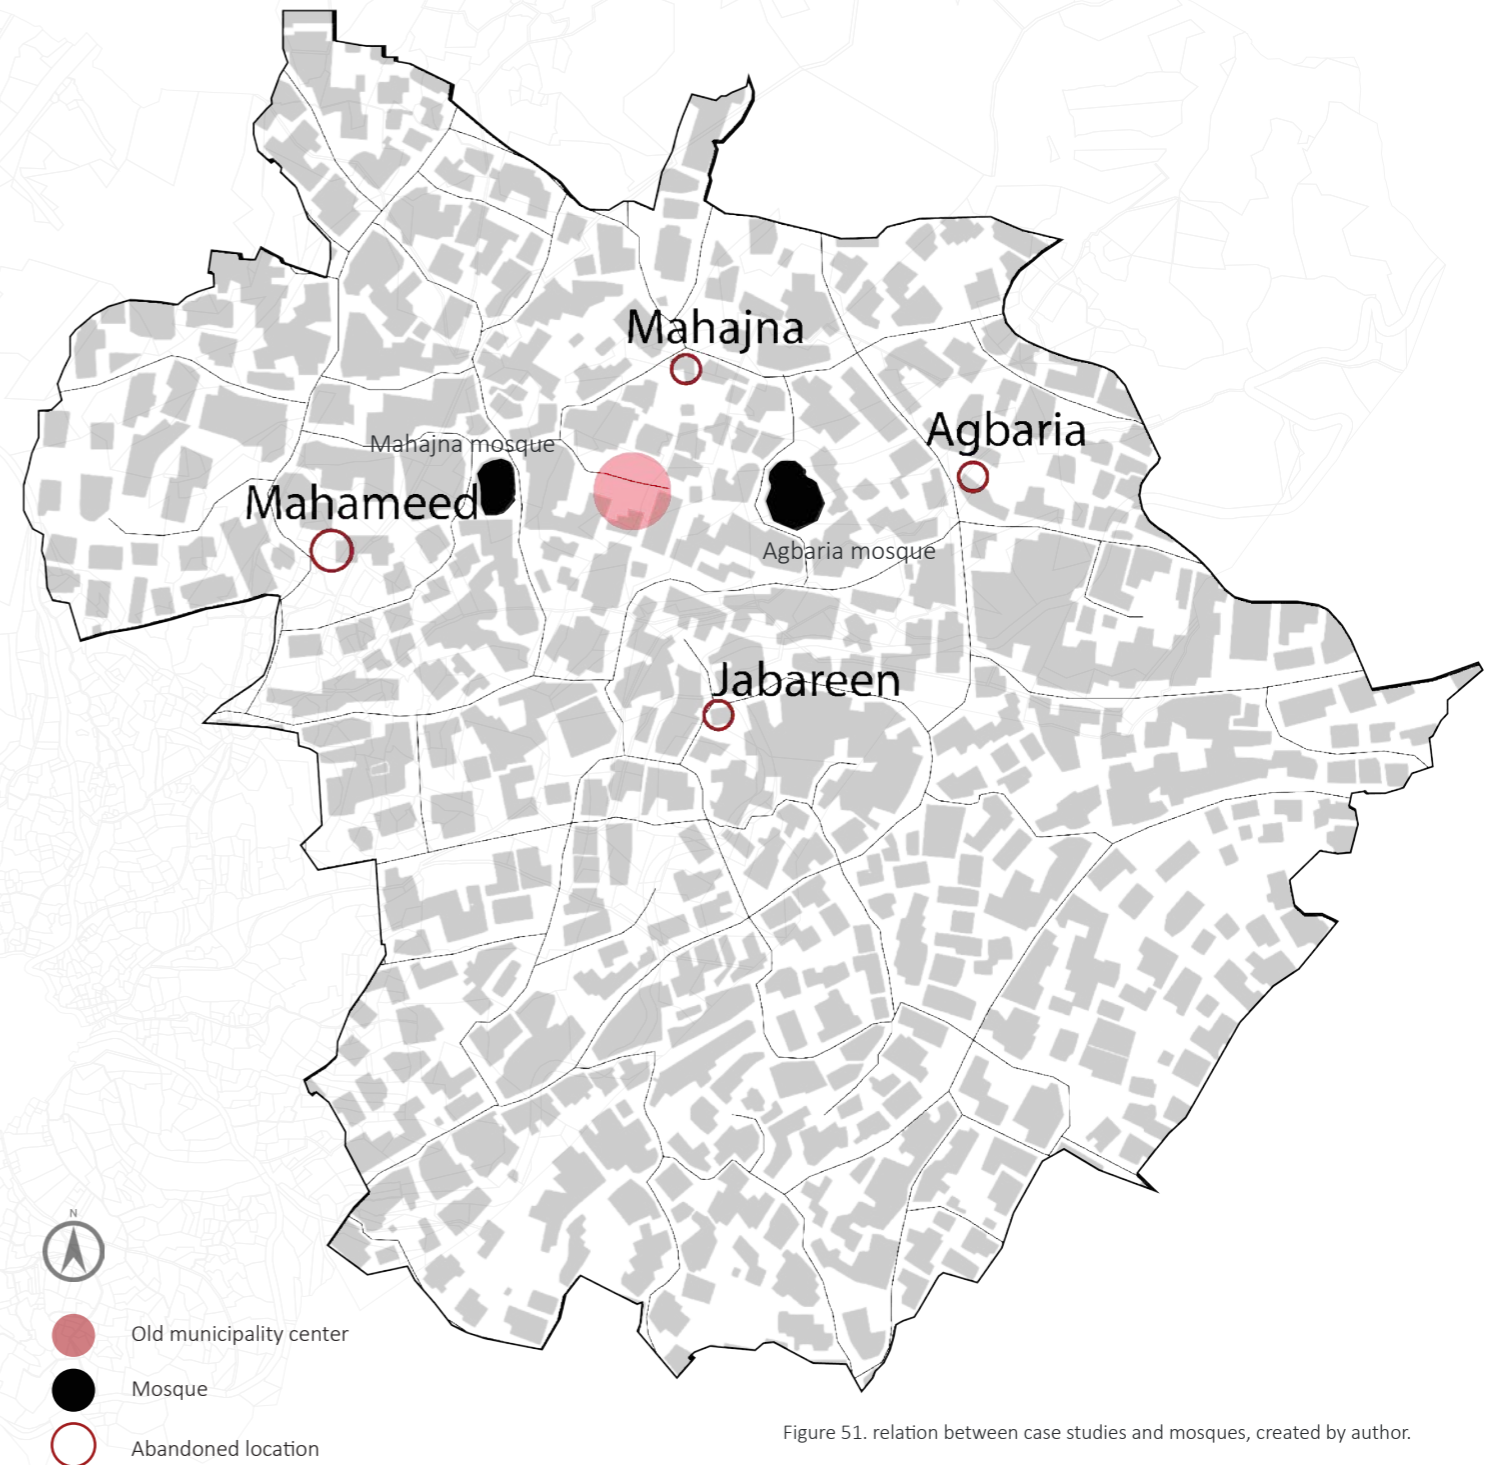 Mahajna
Agbaria
Mahajna mosque
Mahameed
Agbaria mosque
Jabareen
N
Old municipality center
Mosque
Abandoned location
Figure 51. relation between case studies and mosques, created by author.